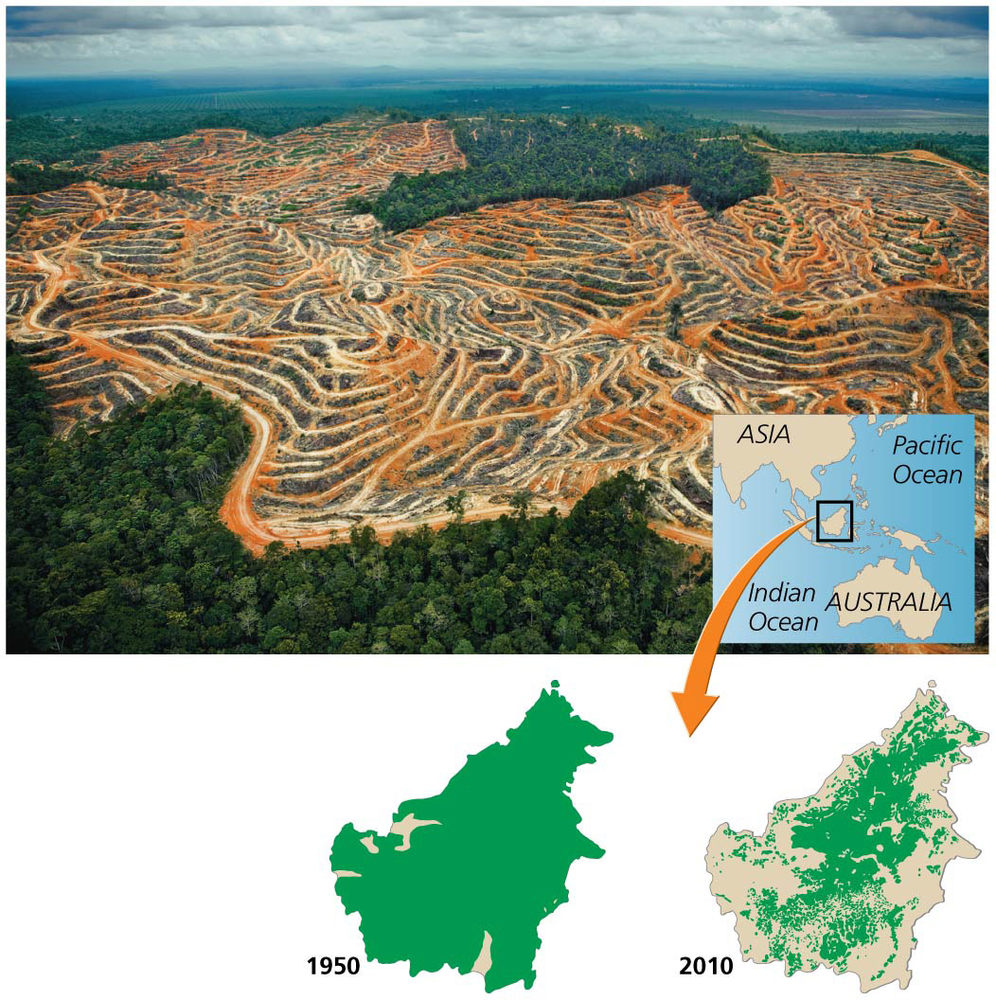 ASIA
Pacific
Ocean
Indian
Ocean
AUSTRALIA
1950
2010